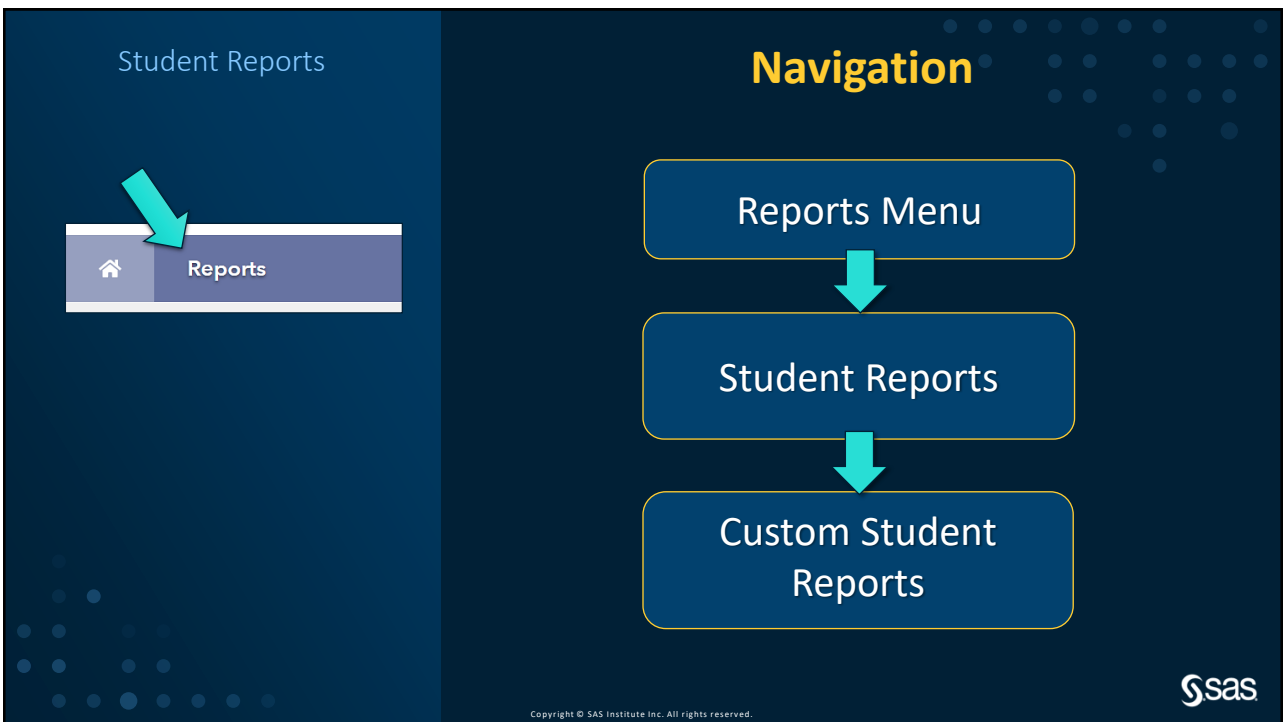 Student Reports
Reports
Navigation
Reports Menu
Student Reports
Custom Student
Reports
Copyright © SAS Institute Inc. All rights reserved.
sas